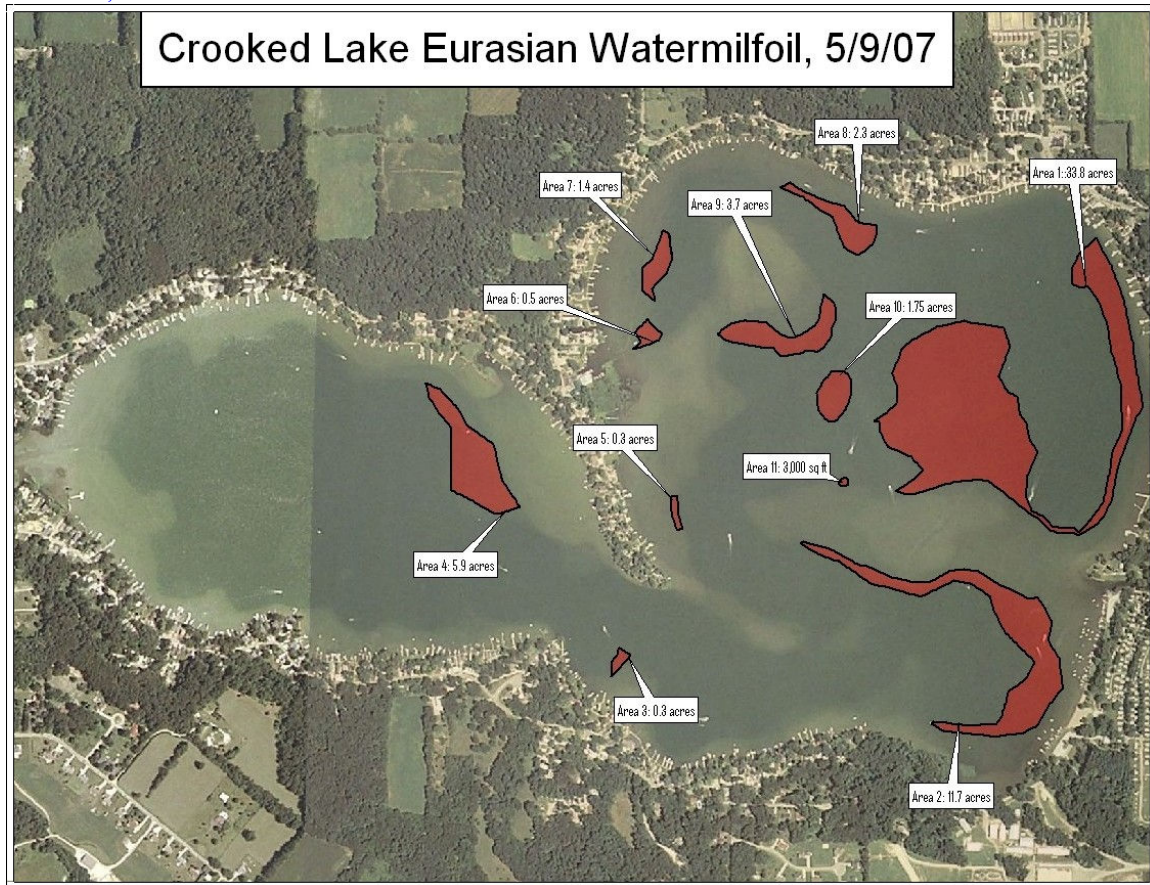 Crooked Lake Eurasian Watermilfoil, 5/9/07
Area 8: 2.3 acres
Area 1::33.8 acres
Area 7: 1.4 acres
Area 9: 3.7 acres
Area 6: 0.5 acres
Area 10: 1.75 acres
Area 5: 0.3 acres
Area 11: 3,000 sq ft
Area 4: 5.9 acres
Area 3: 0.3 acres
Area 2: 11.7 acres